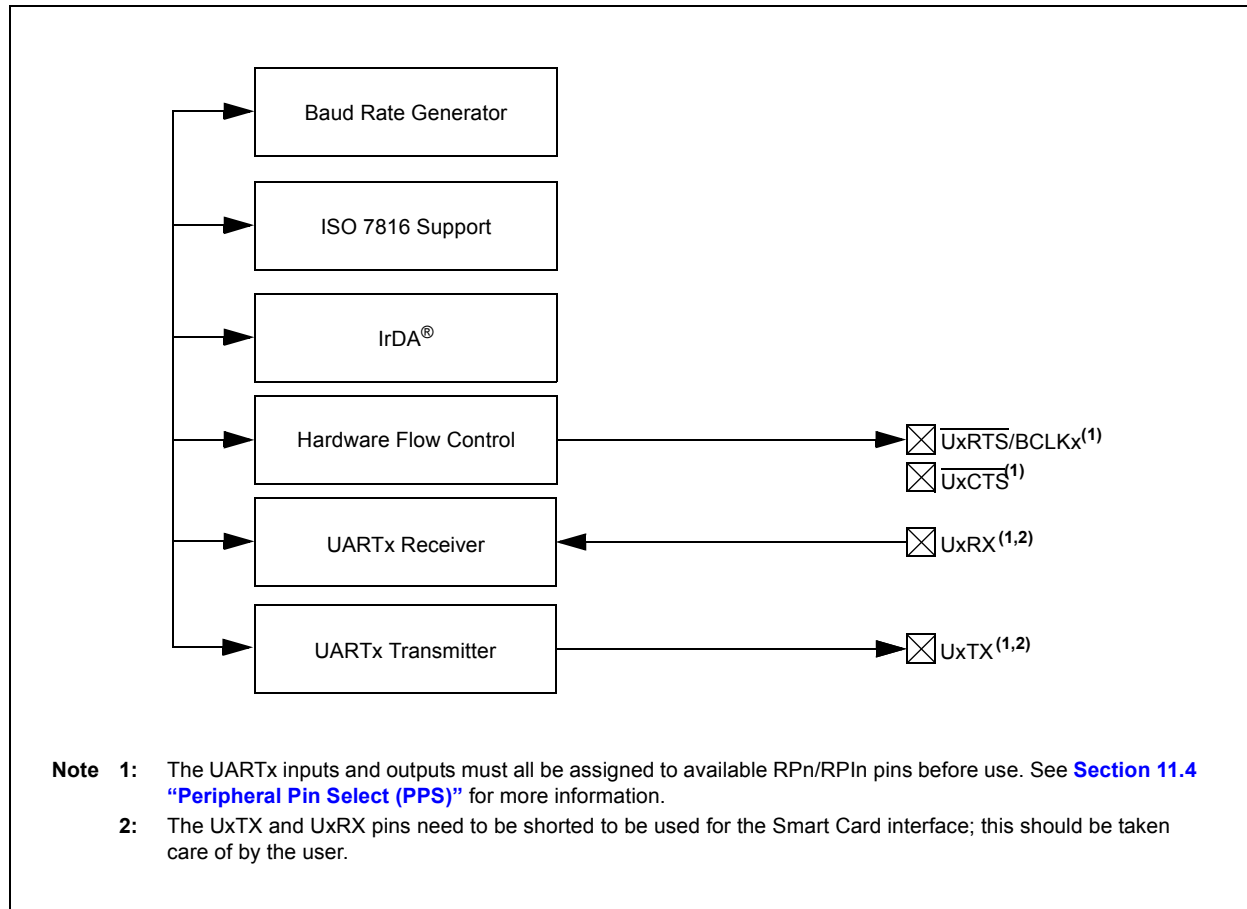 Baud Rate Generator
ISO 7816 Support
IrDA®
Hardware Flow Control
UxRTS/BCLKx(1)
UxCTS(1)
UARTx Receiver
UxRX(1,2)
UARTx Transmitter
UxTX(1,2)
Note 1: The UARTx inputs and outputs must all be assigned to available RPn/RPIn pins before use. See Section 11.4
“Peripheral Pin Select (PPS)” for more information.
2: The UxTX and UxRX pins need to be shorted to be used for the Smart Card interface; this should be taken
care of by the user.